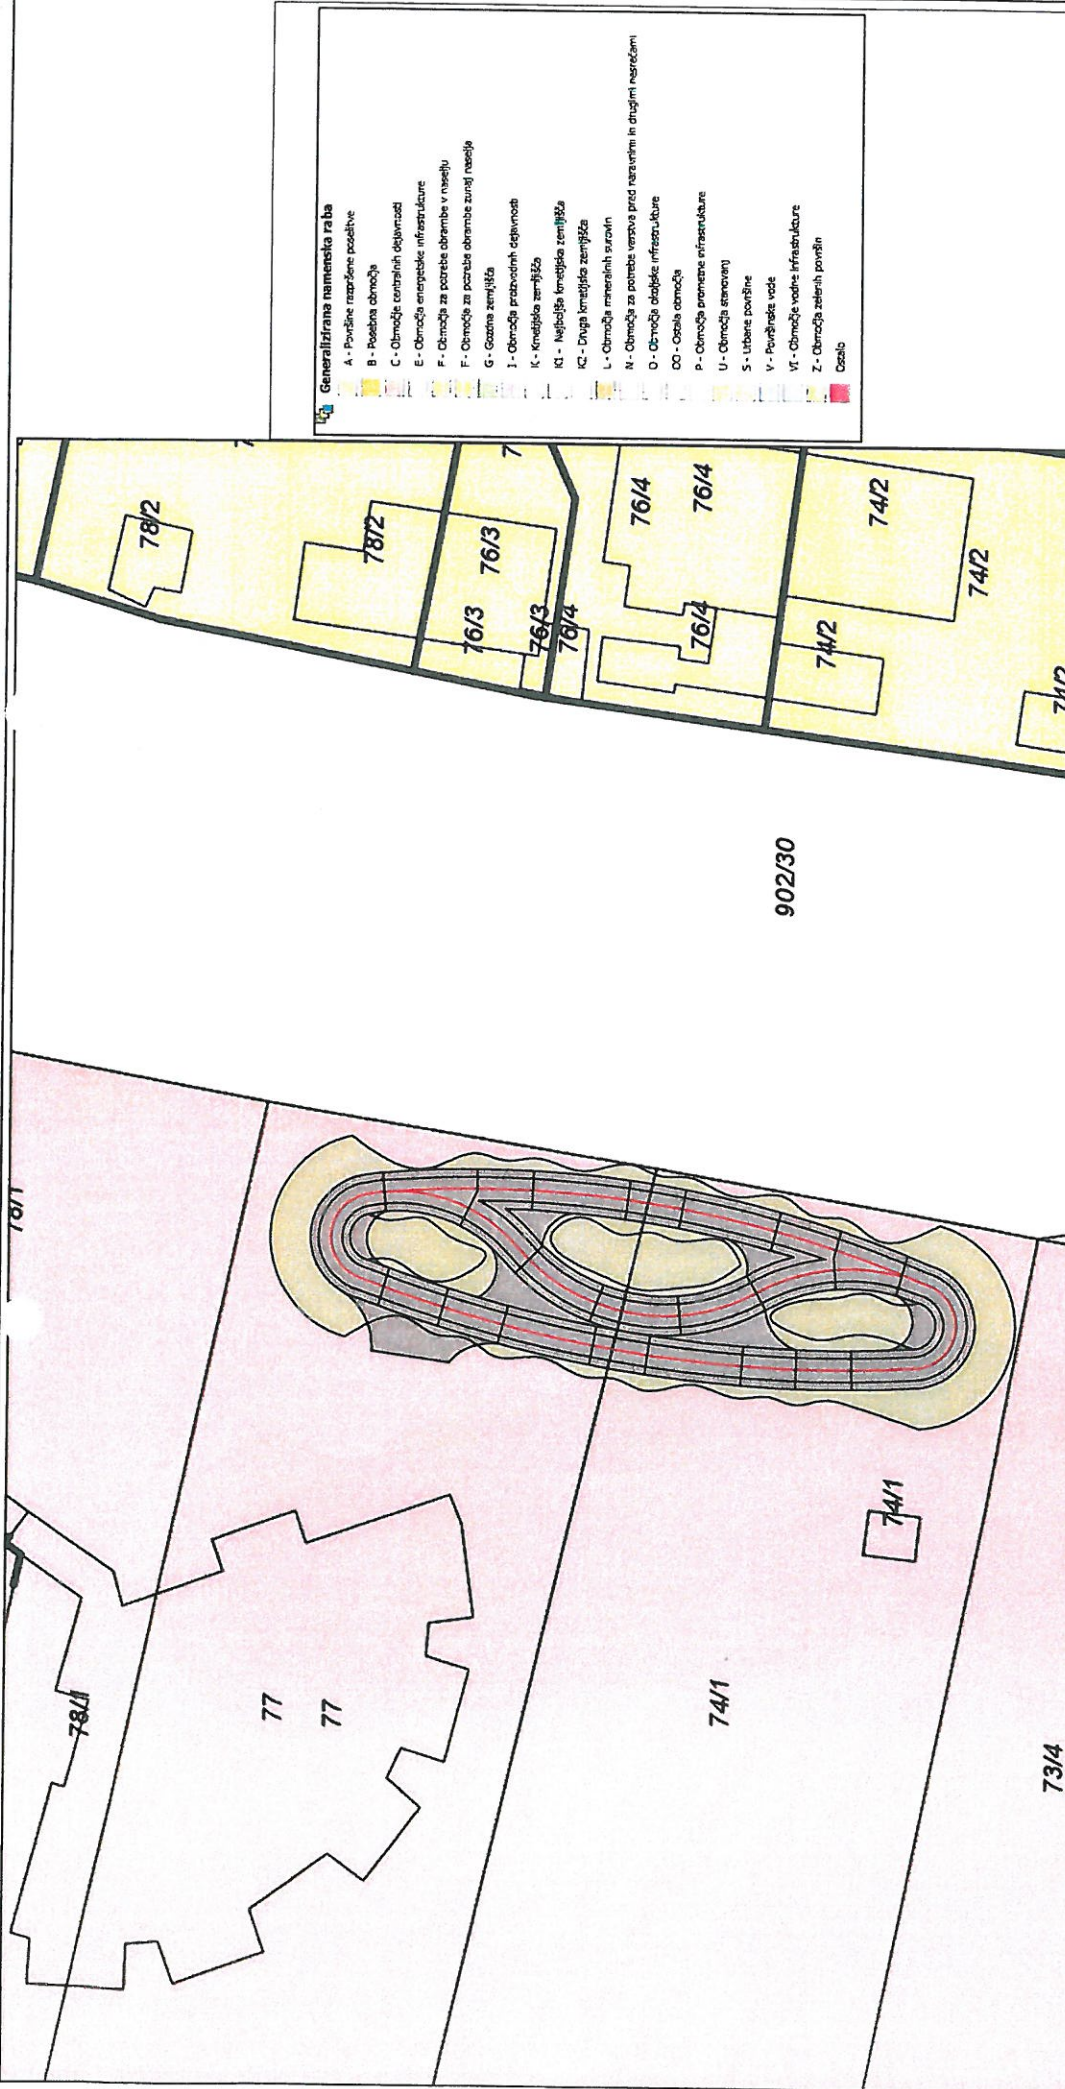 Generalizirana namenska raba
A - Površine razpršene poselitve
B - Posebna območja
C - Območje centralnih dejavnosti
E - Območja energetske infrastrukture
F - Območja za potrebe obrambe v naselju
F - Območja za potrebe obrambe zunaj naselja
G - Gozdna zemljišča
I - Območja proizvodnih dejavnosti
K - Kmetijska zemljišča
K1 - Najboljša kmetijska zemljišča
K2 - Druga kmetijska zemljišča
L - Območja mineralnih surovin
N - Območja za potrebe varstva pred naravnimi in drugimi nesrečami
O - Območja okoljske infrastrukture
OO - Ostala območja
P - Območja prometne infrastrukture
U - Območja stanovanj
S - Urbane površine
V - Površinske vode
VI - Območje vodne infrastrukture
Z - Območja zelenih površin
Ostalo
78/2
78/2
76/3
76/3
76/3
76/4
76/4
76/4
76/4
74/2
74/2
74/2
902/30
78/1
77
77
74/1
74/1
73/4